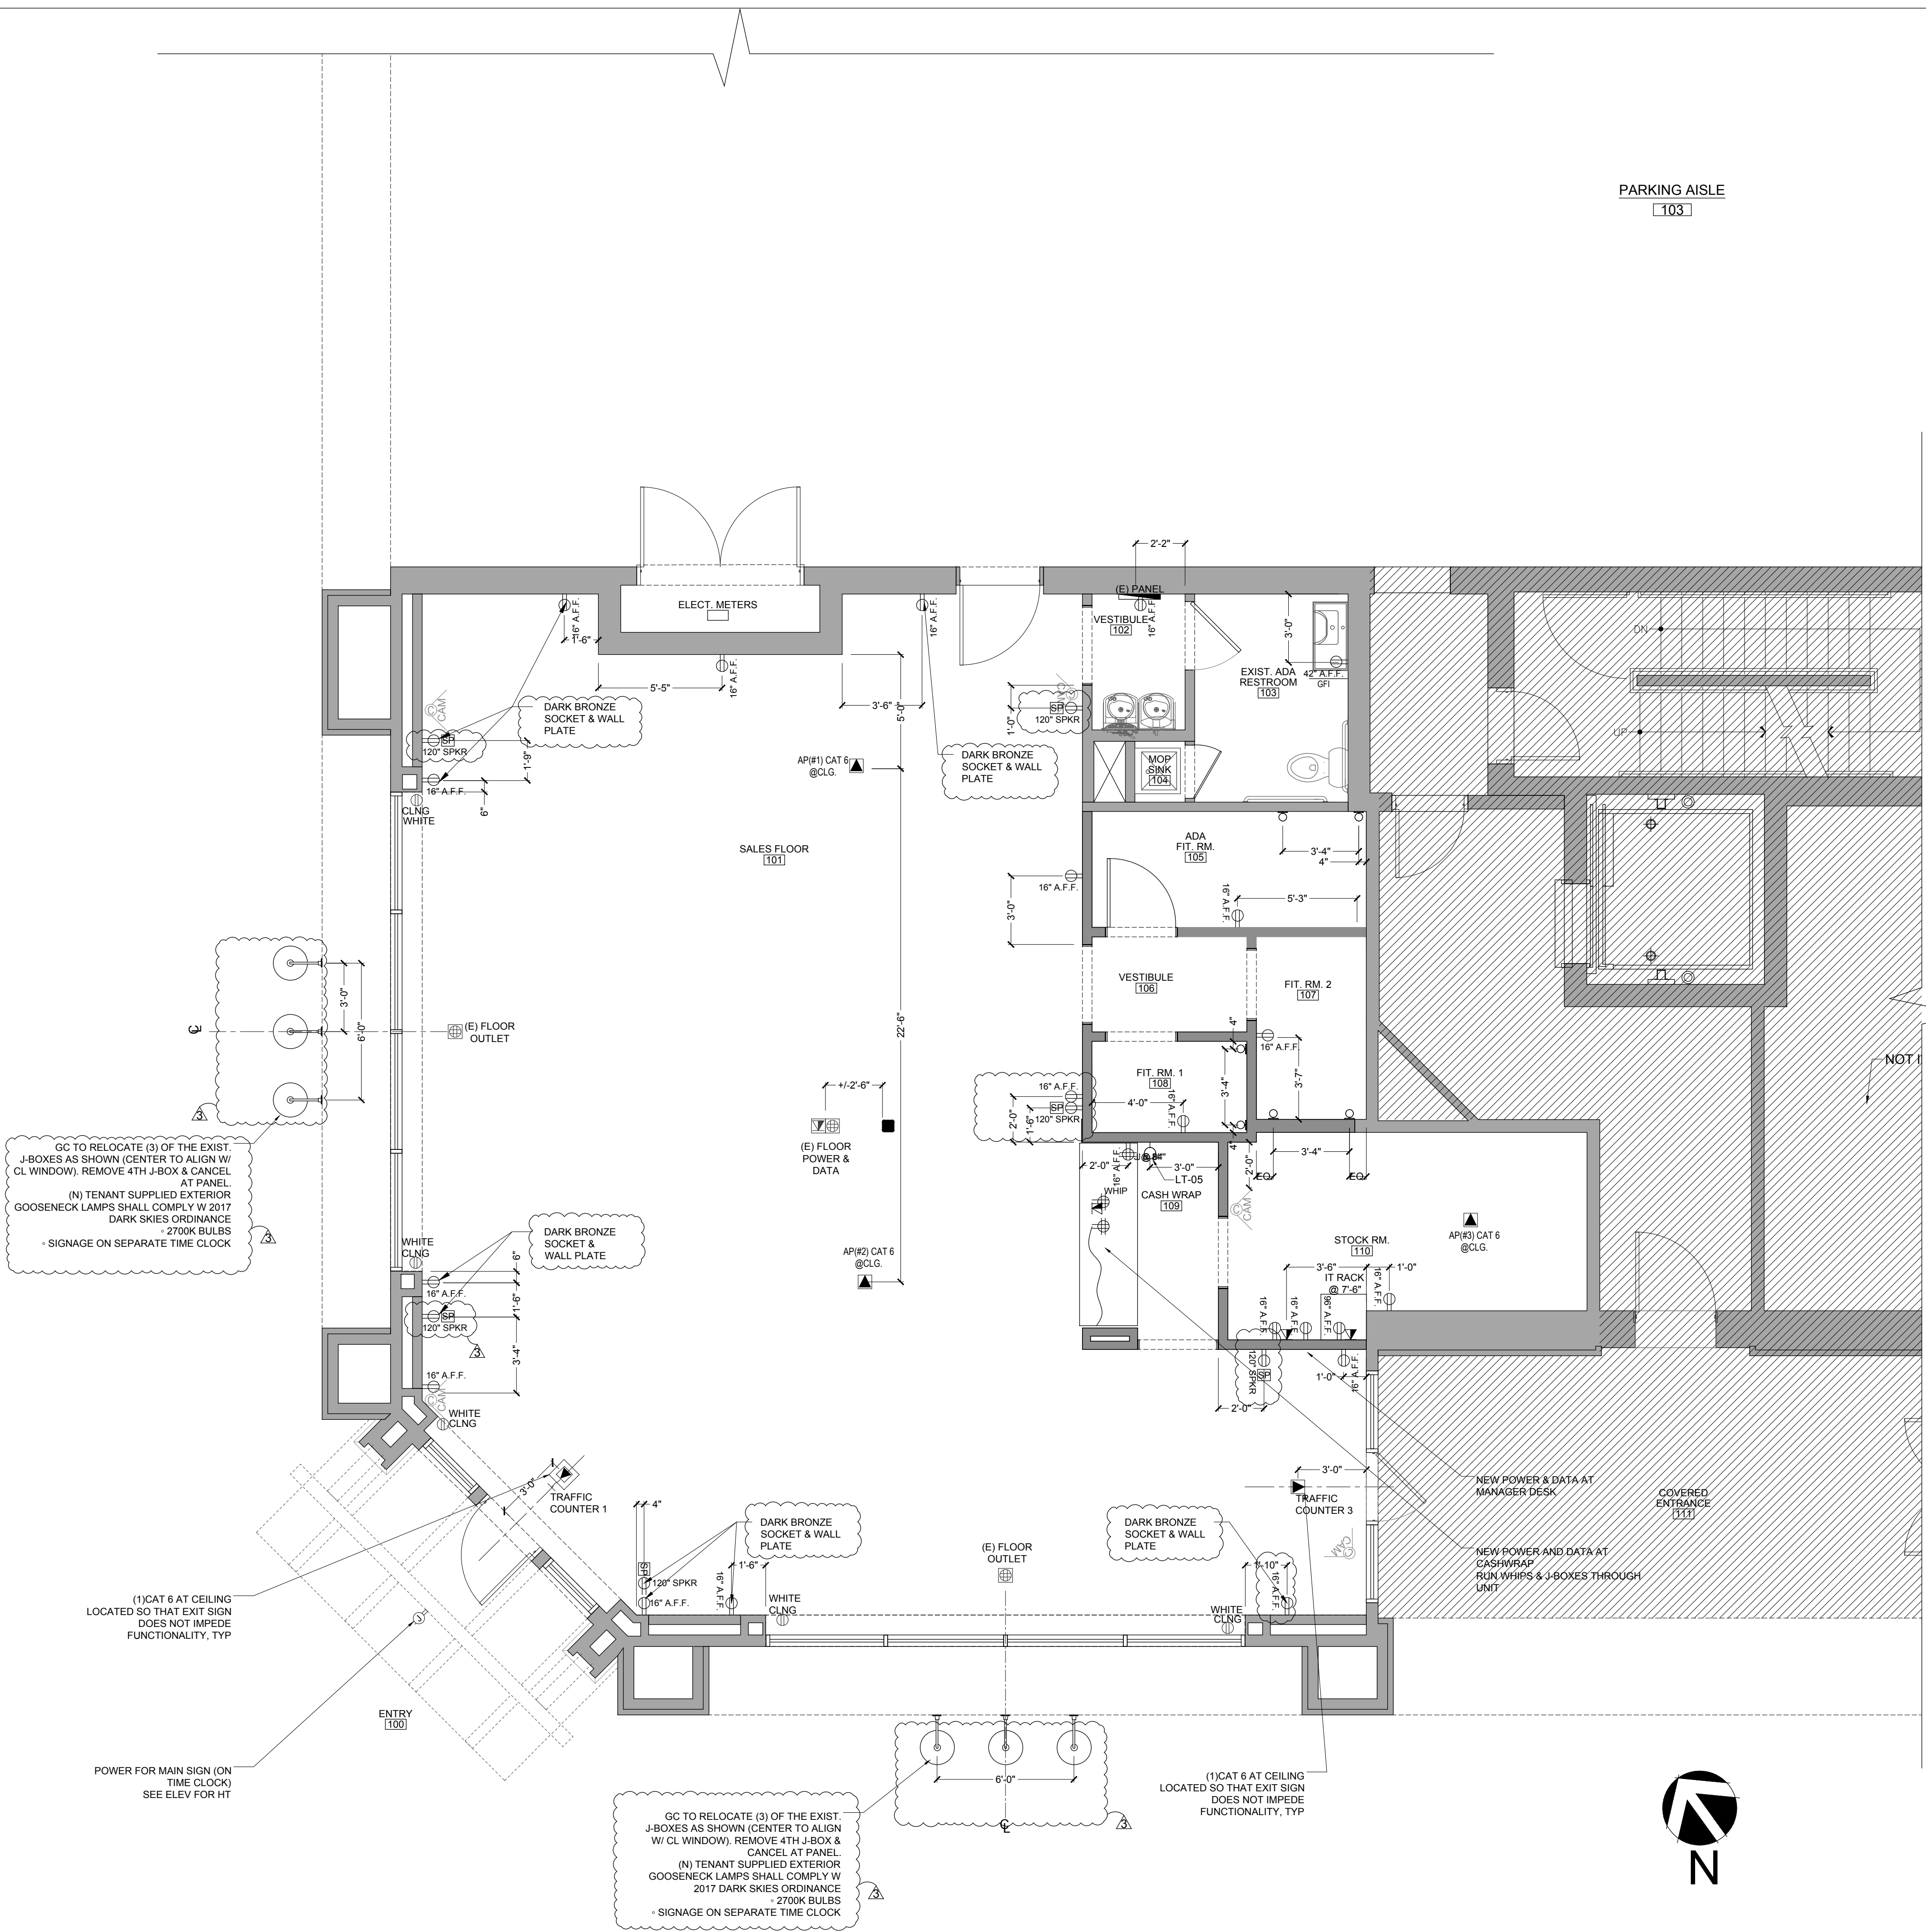 PARKING AISLE
103
2'-2"
(E) PANEL
ELECT. METERS
VESTIBULE
102
16" A.F.F.
16" A.F.F.
16" A.F.F.
1'-6"
5'-5"
16" A.F.F.
3'-6"
5'-0"
3'-0"
EXIST. ADA
RESTROOM
103
42" A.F.F.
GFI
DN
UP
CAM
DARK BRONZE
SOCKET & WALL
PLATE
SP
120" SPKR
1'-9"
16" A.F.F.
6"
CLNG
WHITE
CAM
SP
120" SPKR
1'-0"
DARK BRONZE
SOCKET & WALL
PLATE
AP(#1) CAT 6
@CLG.
MOP
SINK
104
SALES FLOOR
101
ADA
FIT. RM.
105
3'-4"
4"
16" A.F.F.
3'-0"
16" A.F.F.
5'-3"
VESTIBULE
106
FIT. RM. 2
107
3'-0"
6'-0"
CL
(E) FLOOR
OUTLET
22'-6"
4"
16" A.F.F.
3'-7"
NOT I
+/-2'-6"
(E) FLOOR
POWER &
DATA
16" A.F.F.
SP
120" SPKR
2'-0"
1'-6"
FIT. RM. 1
108
4'-0"
16" A.F.F.
3'-4"
4"
3
GC TO RELOCATE (3) OF THE EXIST.
J-BOXES AS SHOWN (CENTER TO ALIGN W/
CL WINDOW). REMOVE 4TH J-BOX & CANCEL
AT PANEL.
(N) TENANT SUPPLIED EXTERIOR
GOOSENECK LAMPS SHALL COMPLY W 2017
DARK SKIES ORDINANCE
◦ 2700K BULBS
◦ SIGNAGE ON SEPARATE TIME CLOCK
3
2'-0"
16" A.F.F.
3'-0"
LT-05
WHIP
CASH WRAP
109
2'-0"
EQ
3'-4"
EQ
CAM
STOCK RM.
110
AP(#3) CAT 6
@CLG.
WHITE
CLNG
DARK BRONZE
SOCKET &
WALL PLATE
AP(#2) CAT 6
@CLG.
3'-6"
1'-0"
IT RACK
@ 7'-6"
16" A.F.F.
16" A.F.F.
16" A.F.F.
96" A.F.F.
6"
16" A.F.F.
1'-6"
SP
120" SPKR
3
3'-4"
16" A.F.F.
CAM
WHITE
CLNG
120" SPKR
SP
1'-0"
16" A.F.F.
2'-0"
3'-0"
TRAFFIC
COUNTER 1
3'-0"
TRAFFIC
COUNTER 3
CAM
NEW POWER & DATA AT
MANAGER DESK
COVERED
ENTRANCE
111
NEW POWER AND DATA AT
CASHWRAP
RUN WHIPS & J-BOXES THROUGH
UNIT
4"
DARK BRONZE
SOCKET & WALL
PLATE
SP
120" SPKR
16" A.F.F.
16" A.F.F.
1'-6"
WHITE
CLNG
(E) FLOOR
OUTLET
DARK BRONZE
SOCKET & WALL
PLATE
1'-10"
16" A.F.F.
WHITE
CLNG
(1)CAT 6 AT CEILING
LOCATED SO THAT EXIT SIGN
DOES NOT IMPEDE
FUNCTIONALITY, TYP
J
ENTRY
100
POWER FOR MAIN SIGN (ON
TIME CLOCK)
SEE ELEV FOR HT
6'-0"
CL
3
(1)CAT 6 AT CEILING
LOCATED SO THAT EXIT SIGN
DOES NOT IMPEDE
FUNCTIONALITY, TYP
GC TO RELOCATE (3) OF THE EXIST.
J-BOXES AS SHOWN (CENTER TO ALIGN
W/ CL WINDOW). REMOVE 4TH J-BOX &
CANCEL AT PANEL.
(N) TENANT SUPPLIED EXTERIOR
GOOSENECK LAMPS SHALL COMPLY W
2017 DARK SKIES ORDINANCE
◦ 2700K BULBS
◦ SIGNAGE ON SEPARATE TIME CLOCK
3
N